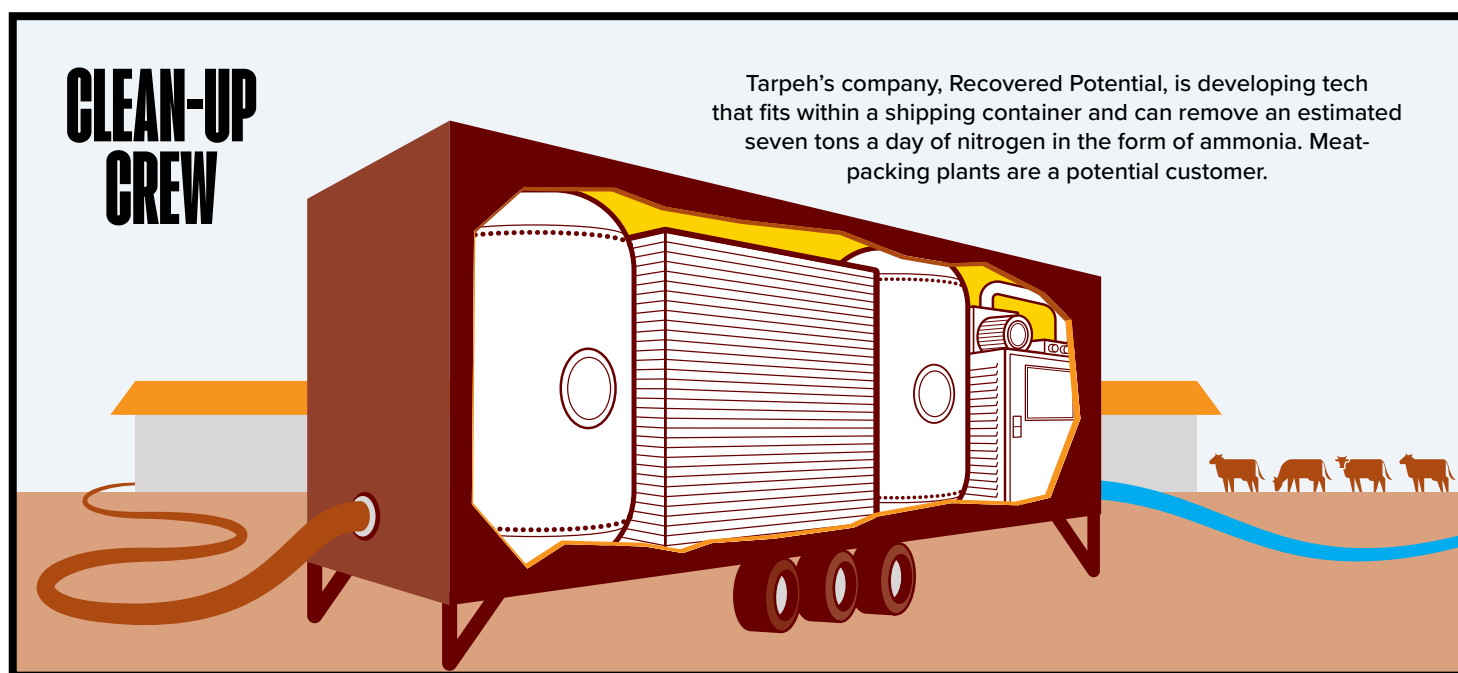 CLEAN-UP
CREW
Tarpeh’s company, Recovered Potential, is developing tech
that fits within a shipping container and can remove an estimated
seven tons a day of nitrogen in the form of ammonia. Meat-
packing plants are a potential customer.